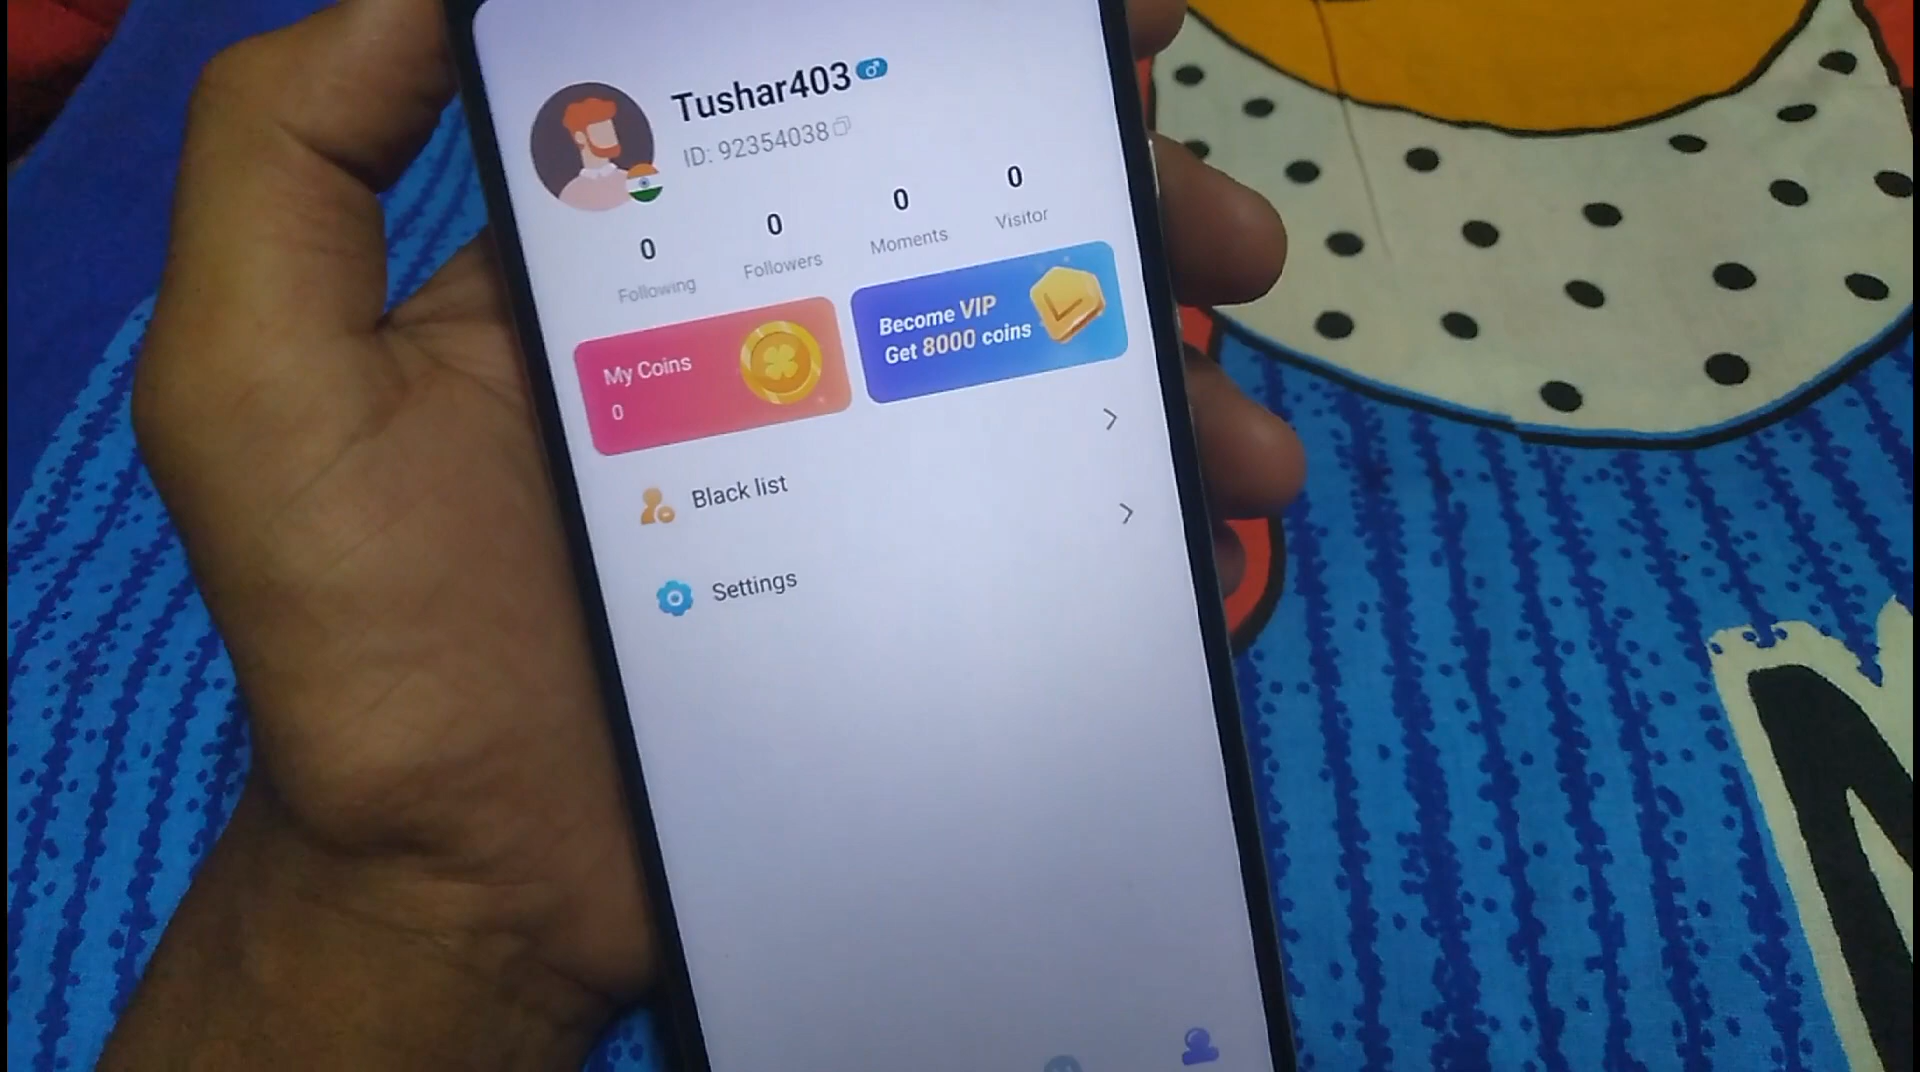 Tushar403
ID: 92354038
0 0 0 0
Following Followers Moments Visitor
My Coins
0
Become VIP
Get 8000 coins
Black list
Settings